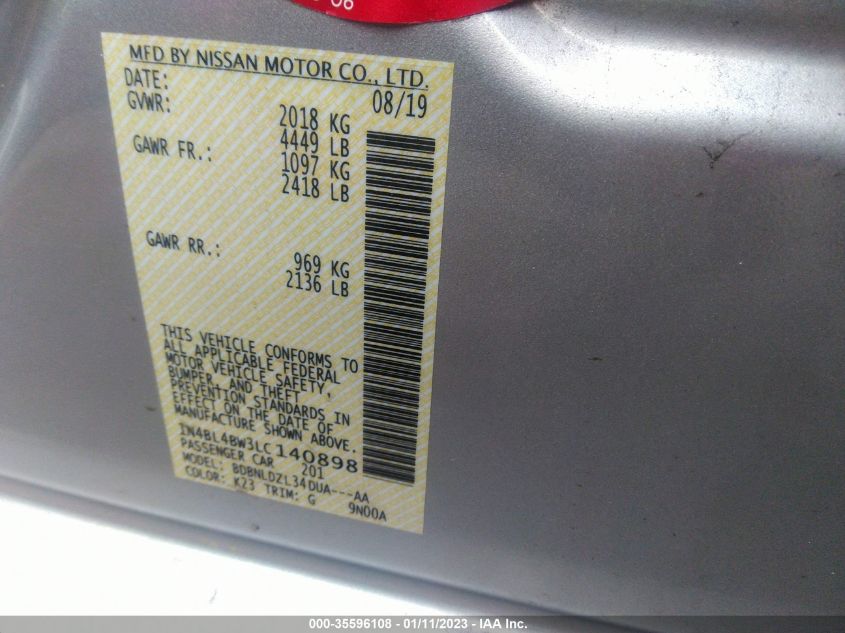 MFD BY NISSAN MOTOR CO., LTD.
DATE: 08/19
GVWR: 2018 KG
4449 LB
GAWR FR.: 1097 KG
2418 LB
GAWR RR.: 969 KG
2136 LB
THIS VEHICLE CONFORMS TO
ALL APPLICABLE FEDERAL
MOTOR VEHICLE SAFETY,
BUMPER, AND THEFT
PREVENTION STANDARDS IN
EFFECT ON THE DATE OF
MANUFACTURE SHOWN ABOVE.
1N4BL4BW3LC140898
PASSENGER CAR 201
MODEL: BDBNLDZL34DUA---AA
COLOR: K23 TRIM: G 9N00A
000-35596108 - 01/11/2023 - IAA Inc.